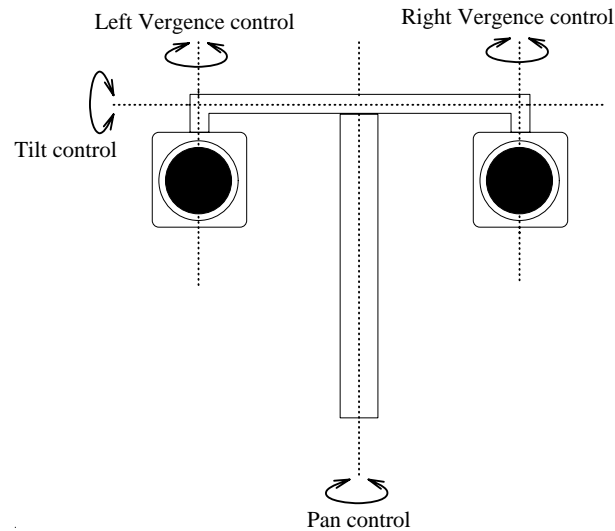 Left Vergence control
Right Vergence control
Tilt control
Pan control